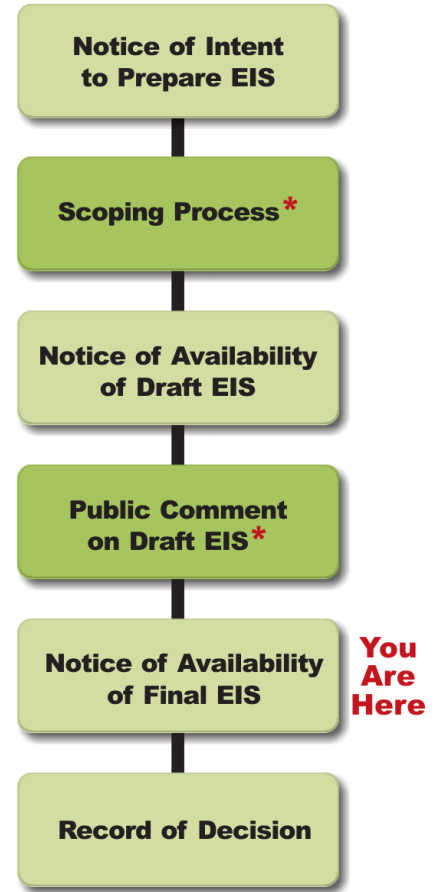 Notice of Intent
to Prepare EIS
Scoping Process*
Notice of Availability
of Draft EIS
Public Comment
on Draft EIS*
Notice of Availability
of Final EIS
You
Are
Here
Record of Decision